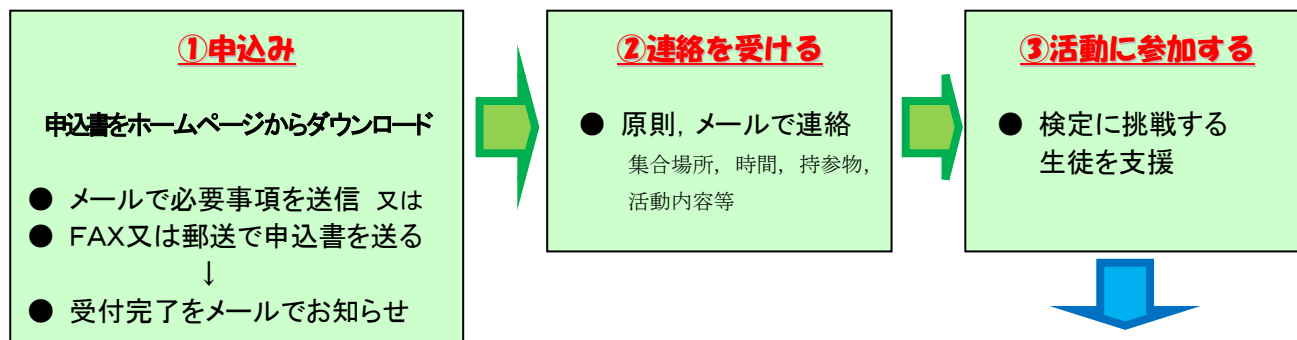 ①申込み
申込書をホームページからダウンロード
● メールで必要事項を送信 又は
● FAX又は郵送で申込書を送る
↓
● 受付完了をメールでお知らせ
②連絡を受ける
● 原則，メールで連絡
集合場所，時間，持参物，
活動内容等
③活動に参加する
● 検定に挑戦する
生徒を支援